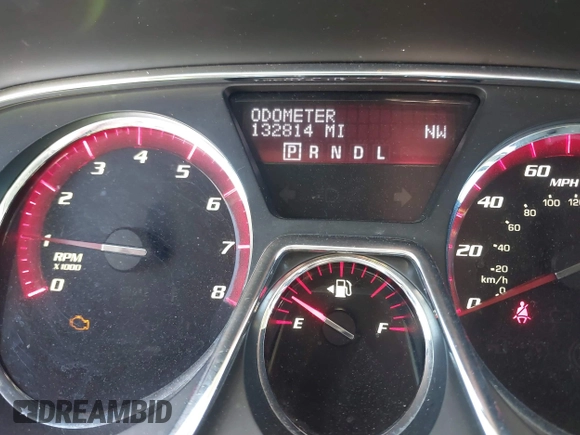 ODOMETER
132814 MI NW
P R N D L
0 1 2 3 4 5 6 7 8
RPM
x1000
E F
0 20 40 60
MPH
0 20 40 60 80 100 120
km/h
DREAMBID